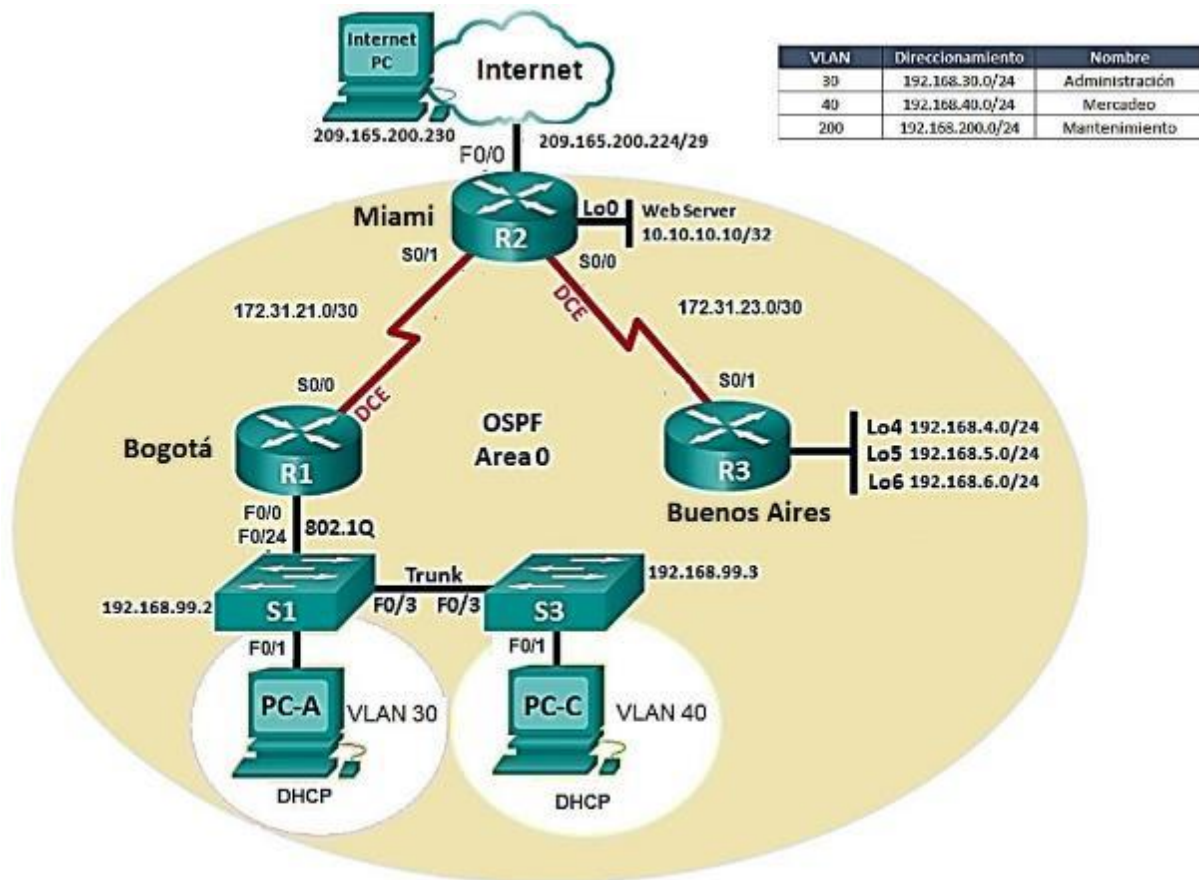 Internet
PC
Internet
209.165.200.230
209.165.200.224/29
F0/0
VLAN Direccionamiento Nombre
30 192.168.30.0/24 Administración
40 192.168.40.0/24 Mercadeo
200 192.168.200.0/24 Mantenimiento
Miami
R2
Lo0
Web Server
10.10.10.10/32
S0/1
S0/0
DCE
172.31.21.0/30
172.31.23.0/30
S0/0
DCE
S0/1
OSPF
Area 0
Bogotá
R1
R3
Buenos Aires
Lo4 192.168.4.0/24
Lo5 192.168.5.0/24
Lo6 192.168.6.0/24
F0/0
F0/24
802.1Q
Trunk
192.168.99.3
192.168.99.2
S1
F0/3
F0/3
S3
F0/1
F0/1
PC-A
VLAN 30
PC-C
VLAN 40
DHCP
DHCP